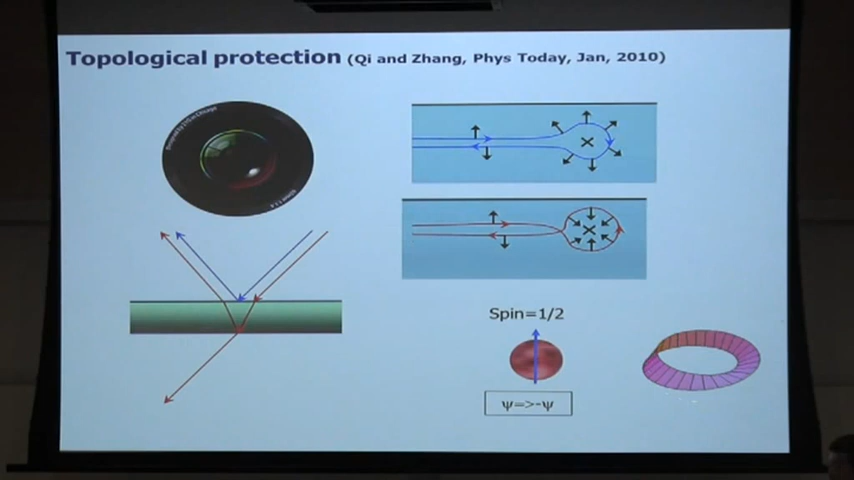 Topological protection (Qi and Zhang, Phys Today, Jan, 2010)
Spin=1/2
ψ=>-ψ